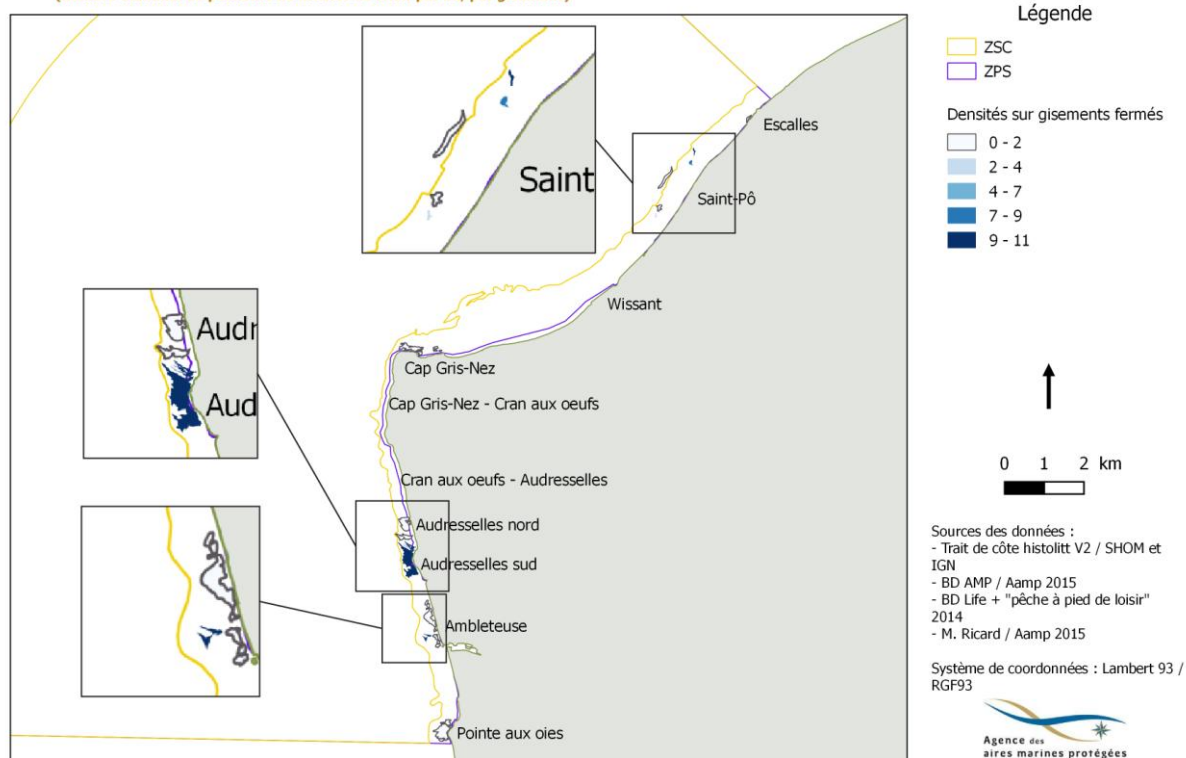 Légende
ZSC
ZPS
Densités sur gisements fermés
0 - 2
2 - 4
4 - 7
7 - 9
9 - 11
Escalles
Saint
Saint-Pô
Wissant
Audr
Aud
Cap Gris-Nez
Cap Gris-Nez - Cran aux oeufs
Cran aux oeufs - Audresselles
Audresselles nord
Audresselles sud
Ambleteuse
Pointe aux oies
0 1 2 km
Sources des données :
- Trait de côte histolitt V2 / SHOM et
IGN
- BD AMP / Aamp 2015
- BD Life + "pêche à pied de loisir"
2014
- M. Ricard / Aamp 2015
Système de coordonnées : Lambert 93 /
RGF93
Agence des
aires marines protégées